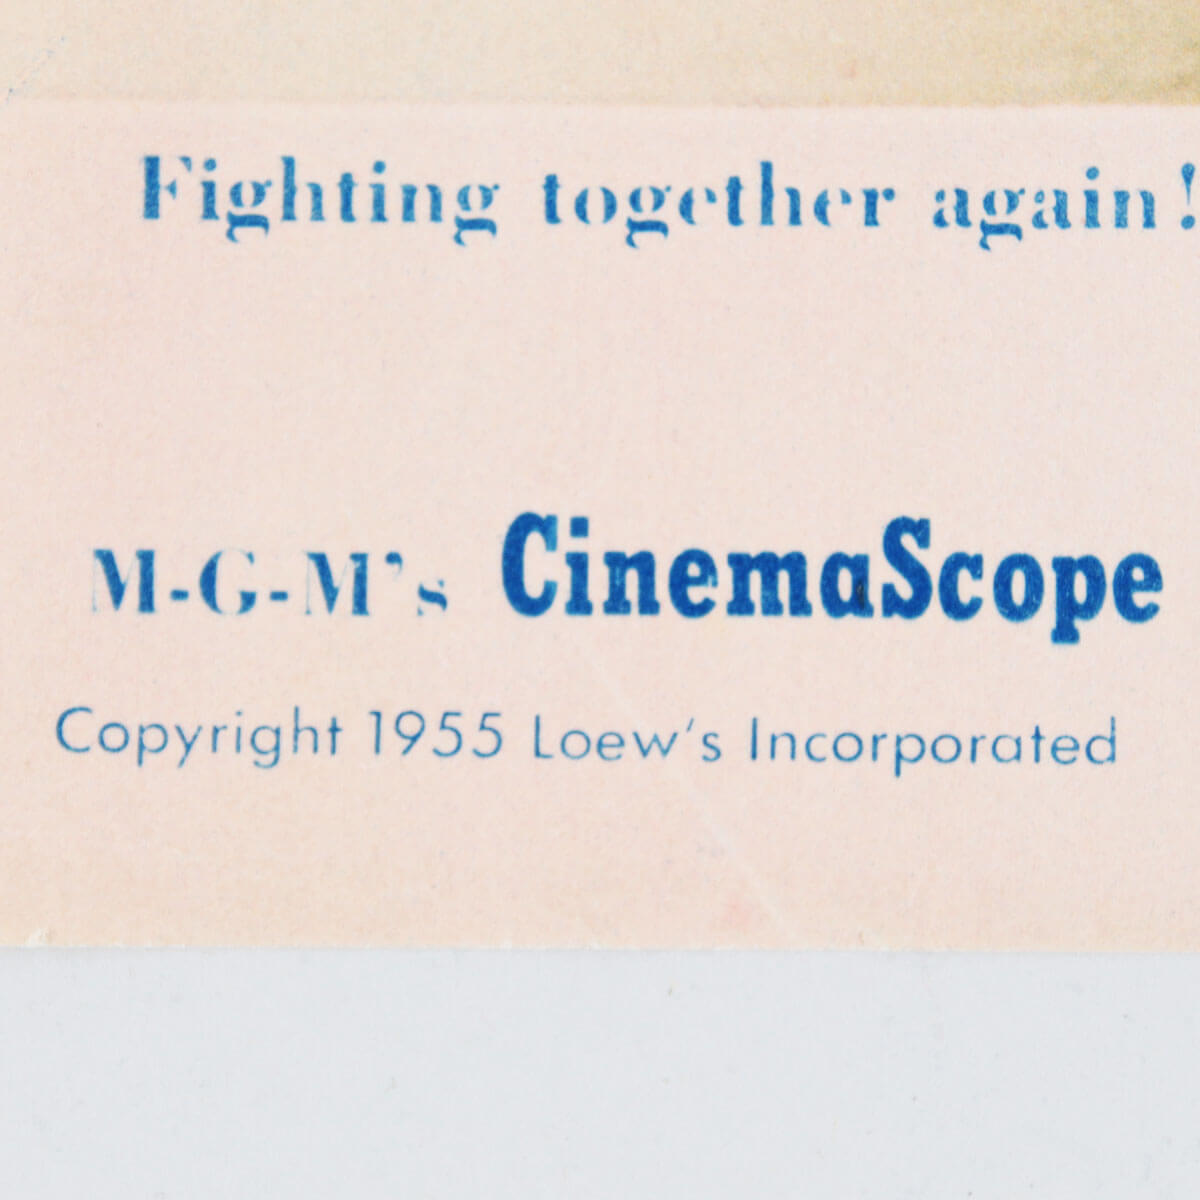 Fighting together again!
M-G-M's CinemaScope
Copyright 1955 Loew's Incorporated